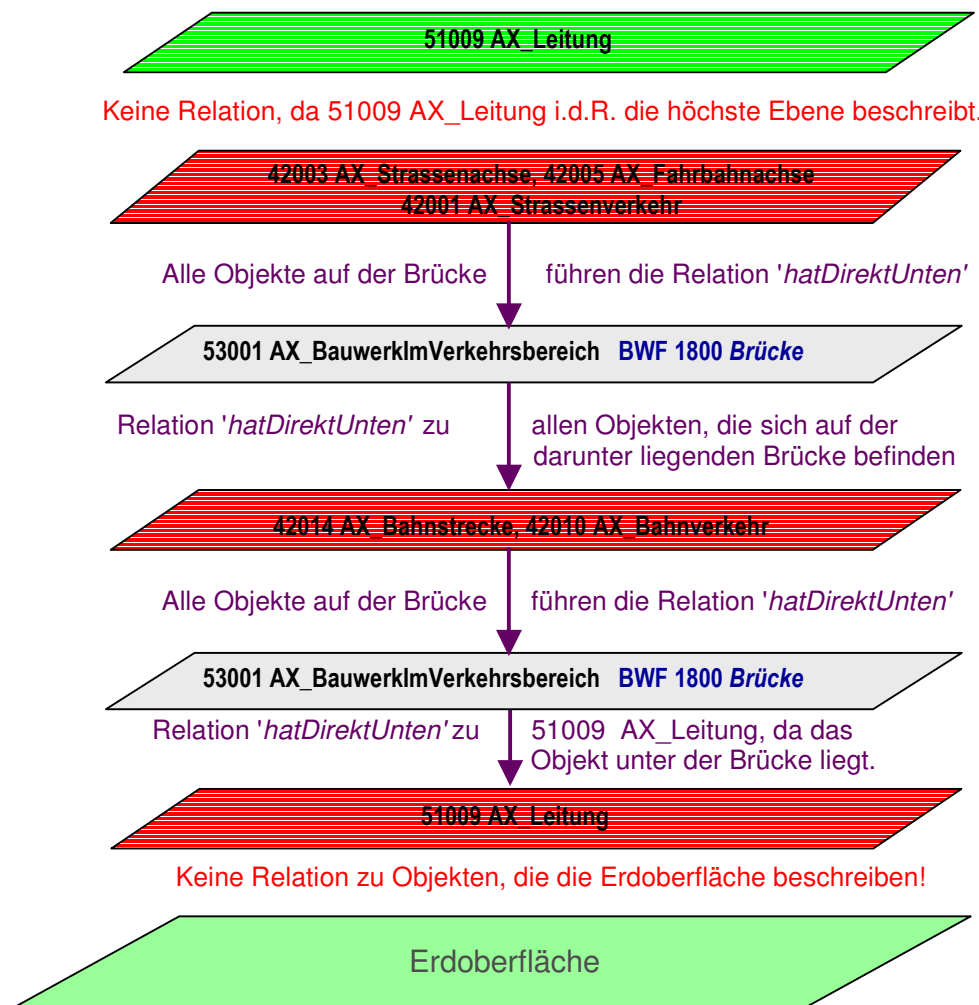 51009 AX_Leitung
Keine Relation, da 51009 AX_Leitung i.d.R. die höchste Ebene beschreibt.
42003 AX_Strassenachse, 42005 AX_Fahrbahnachse
42001 AX_Strassenverkehr
Alle Objekte auf der Brücke führen die Relation 'hatDirektUnten'
53001 AX_BauwerkImVerkehrsbereich BWF 1800 Brücke
Relation 'hatDirektUnten' zu allen Objekten, die sich auf der
darunter liegenden Brücke befinden
42014 AX_Bahnstrecke, 42010 AX_Bahnverkehr
Alle Objekte auf der Brücke führen die Relation 'hatDirektUnten'
53001 AX_BauwerkImVerkehrsbereich BWF 1800 Brücke
Relation 'hatDirektUnten' zu 51009 AX_Leitung, da das
Objekt unter der Brücke liegt.
51009 AX_Leitung
Keine Relation zu Objekten, die die Erdoberfläche beschreiben!
Erdoberfläche